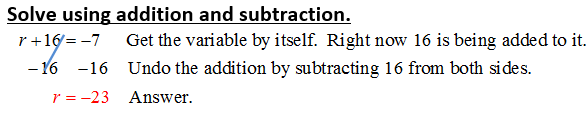 Solve using addition and subtraction.
r + 16 = −7 Get the variable by itself. Right now 16 is being added to it.
− 16 −16 Undo the addition by subtracting 16 from both sides.
r = −23 Answer.